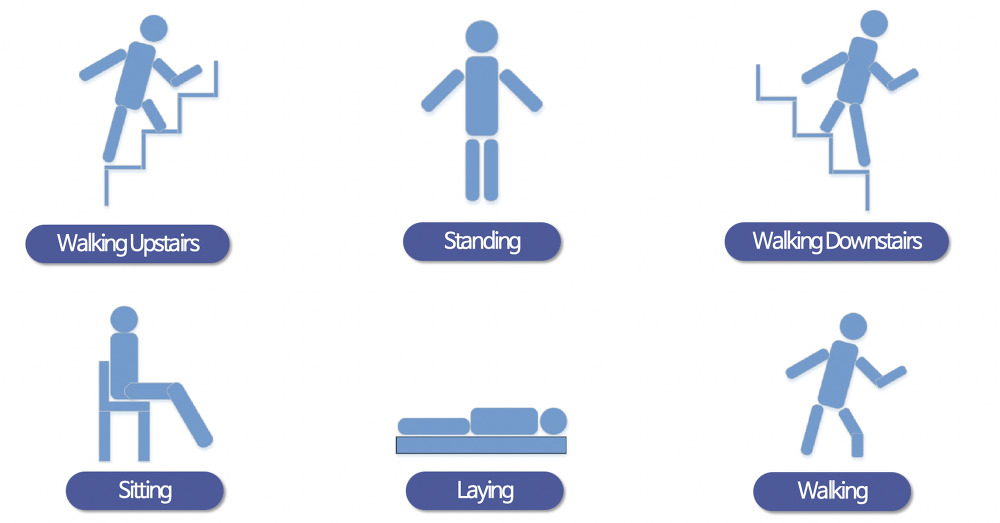 Walking Upstairs
Standing
Walking Downstairs
Sitting
Laying
Walking